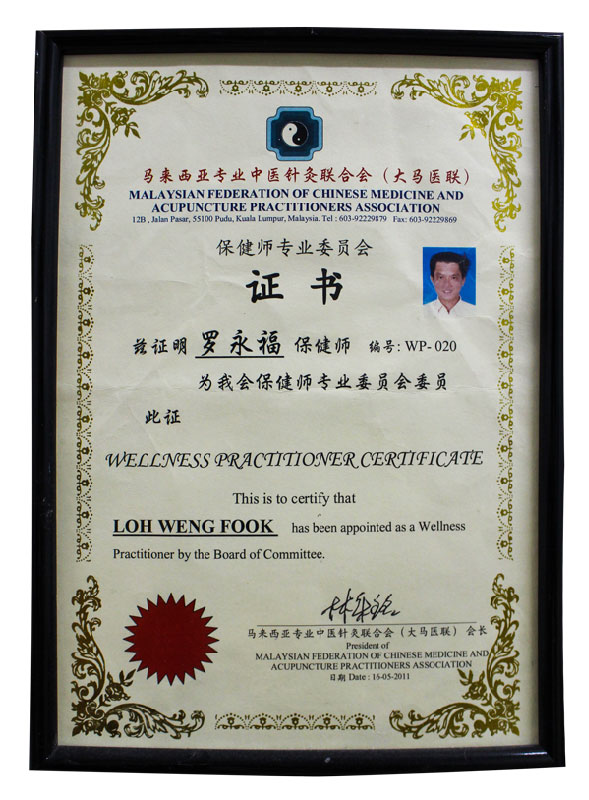 马来西亚专业中医针灸联合会（大马医联）
MALAYSIAN FEDERATION OF CHINESE MEDICINE AND
ACUPUNCTURE PRACTITIONERS ASSOCIATION
12B , Jalan Pasar, 55100 Pudu, Kuala Lumpur, Malaysia. Tel : 603-92229179 Fax: 603-92229869
保健师专业委员会
证书
兹证明 罗永福 保健师 编号: WP-020
为我会保健师专业委员会委员
此证
WELLNESS PRACTITIONER CERTIFICATE
This is to certify that
LOH WENG FOOK has been appointed as a Wellness
Practitioner by the Board of Committee.
马来西亚专业中医针灸联合会（大马医联）会长
President of
MALAYSIAN FEDERATION OF CHINESE MEDICINE AND
ACUPUNCTURE PRACTITIONERS ASSOCIATION
日期 Date : 16-05-2011